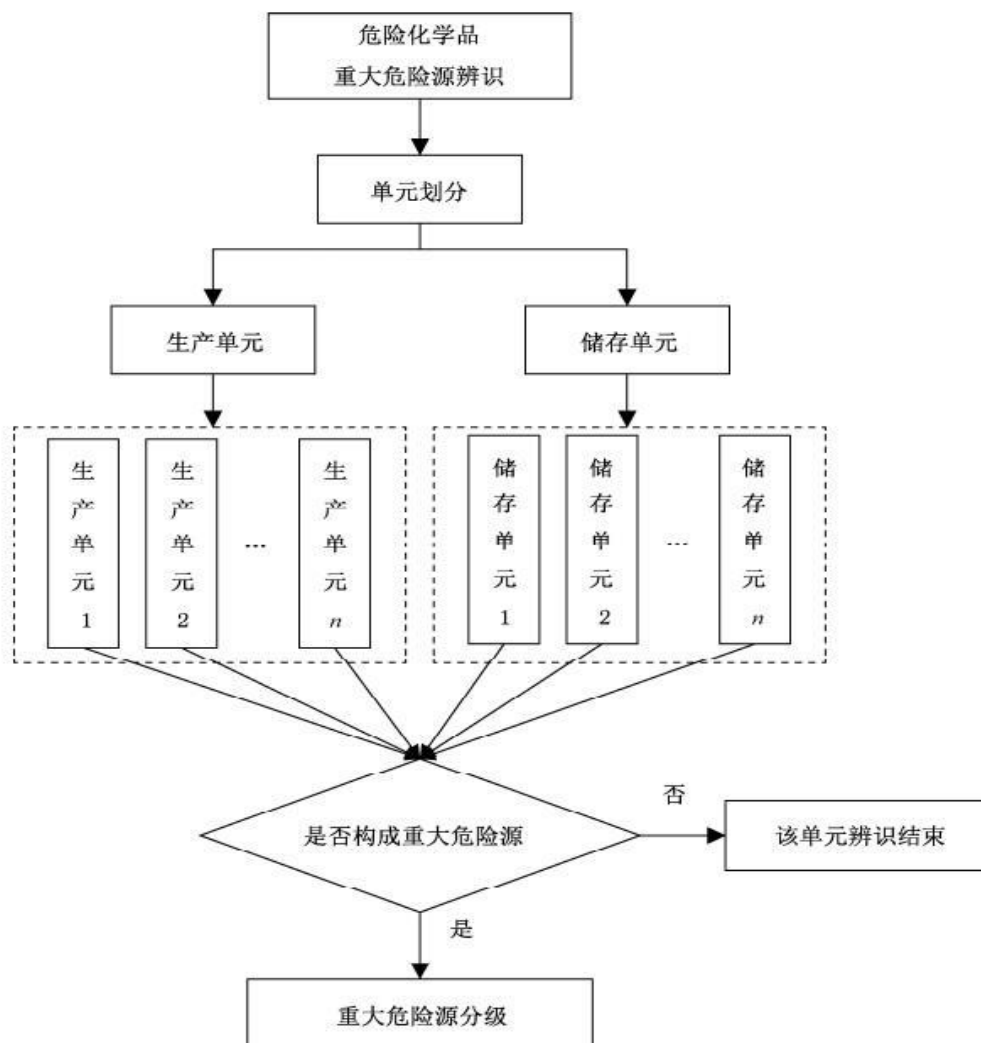 危险化学品
重大危险源辨识
单元划分
生产单元
储存单元
生产单元1
生产单元2
...
生产单元n
储存单元1
储存单元2
...
储存单元n
是否构成重大危险源
否
该单元辨识结束
是
重大危险源分级